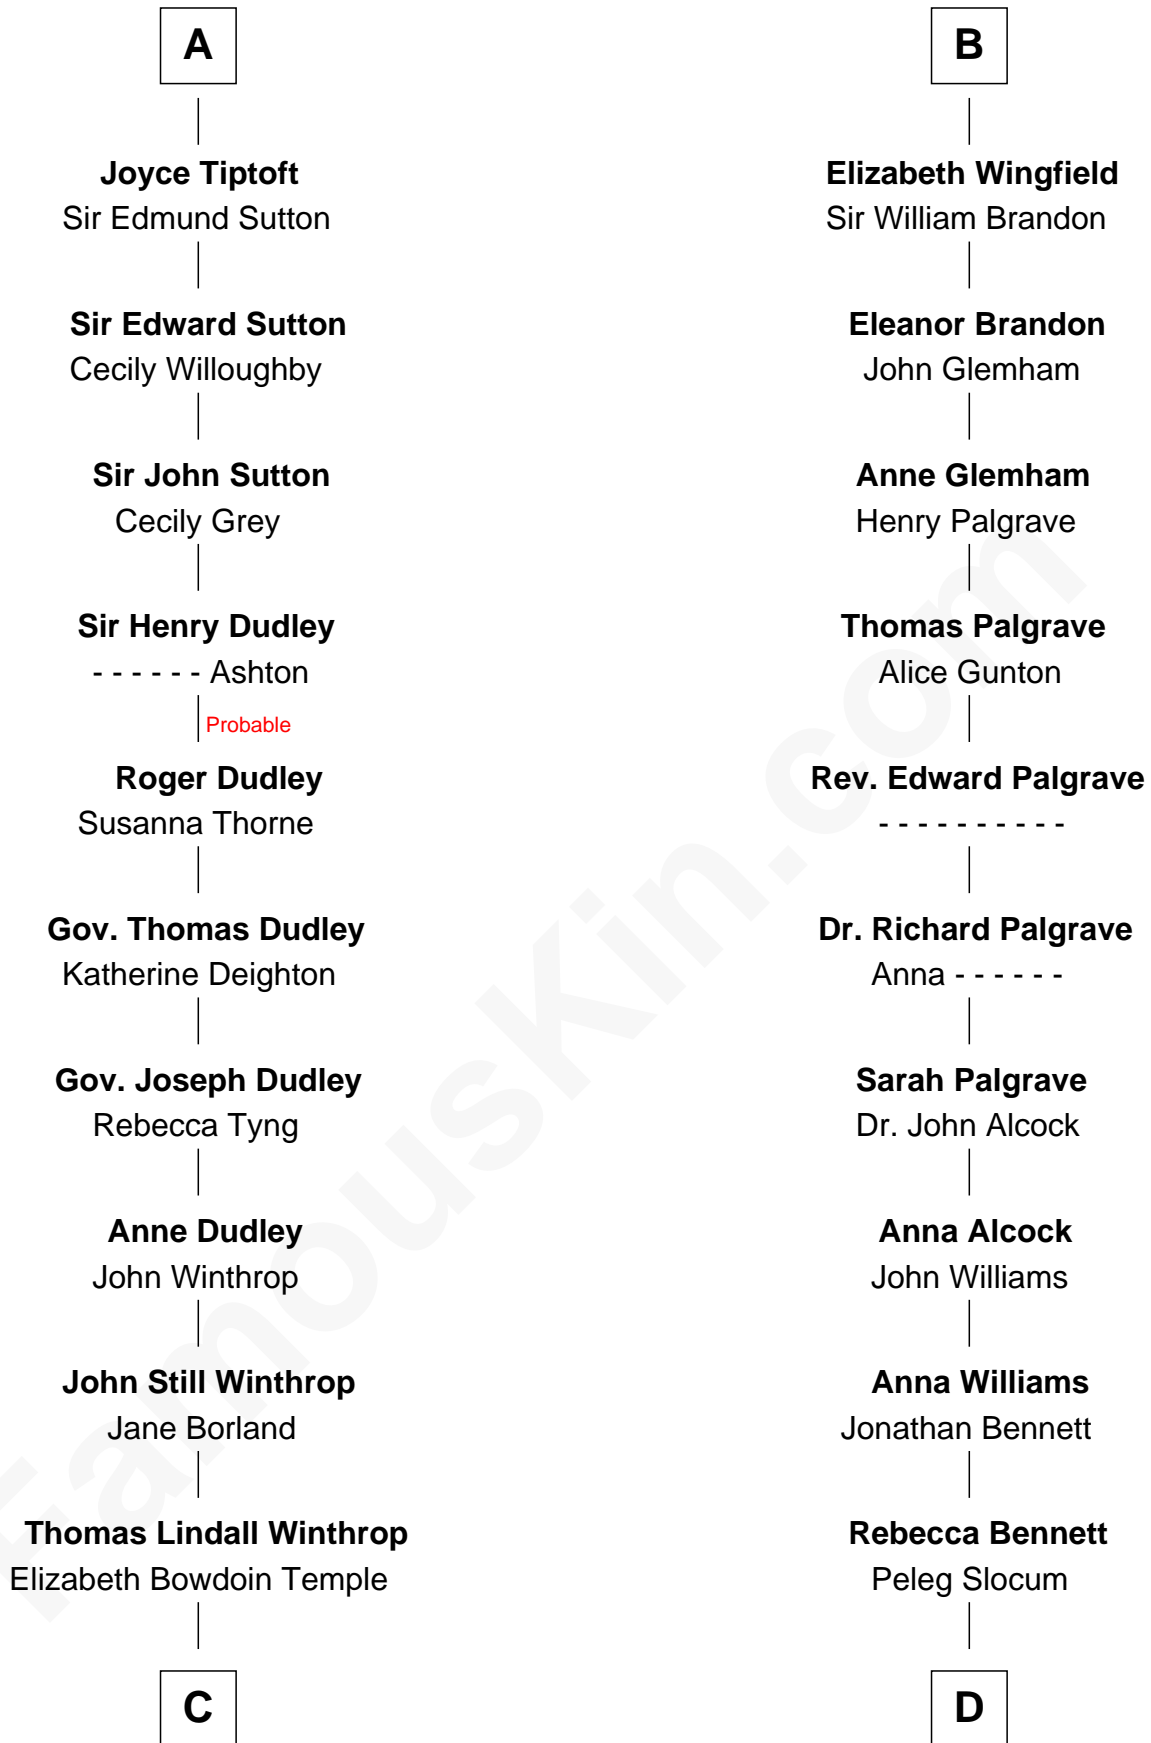 A
Joyce Tiptoft
Sir Edmund Sutton
Sir Edward Sutton
Cecily Willoughby
Sir John Sutton
Cecily Grey
Sir Henry Dudley
- - - - - - Ashton
Probable
Roger Dudley
Susanna Thorne
Gov. Thomas Dudley
Katherine Deighton
Gov. Joseph Dudley
Rebecca Tyng
Anne Dudley
John Winthrop
John Still Winthrop
Jane Borland
Thomas Lindall Winthrop
Elizabeth Bowdoin Temple
C
B
Elizabeth Wingfield
Sir William Brandon
Eleanor Brandon
John Glemham
Anne Glemham
Henry Palgrave
Thomas Palgrave
Alice Gunton
Rev. Edward Palgrave
- - - - - - - - - -
Dr. Richard Palgrave
Anna - - - - - -
Sarah Palgrave
Dr. John Alcock
Anna Alcock
John Williams
Anna Williams
Jonathan Bennett
Rebecca Bennett
Peleg Slocum
D
FamousKin.com